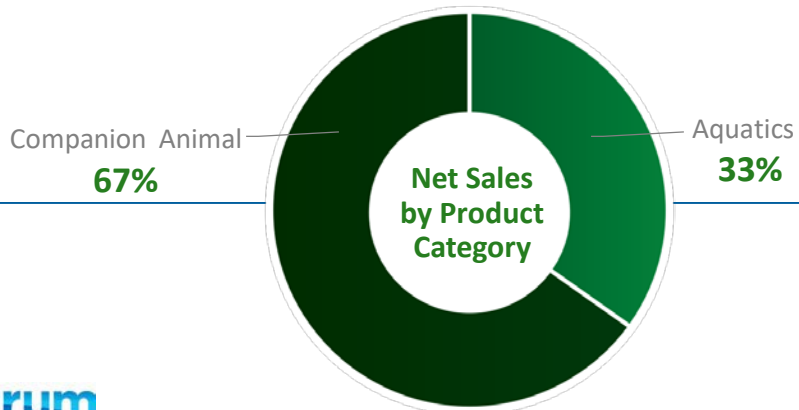 Companion Animal
67%
Aquatics
33%
Net Sales
by Product
Category